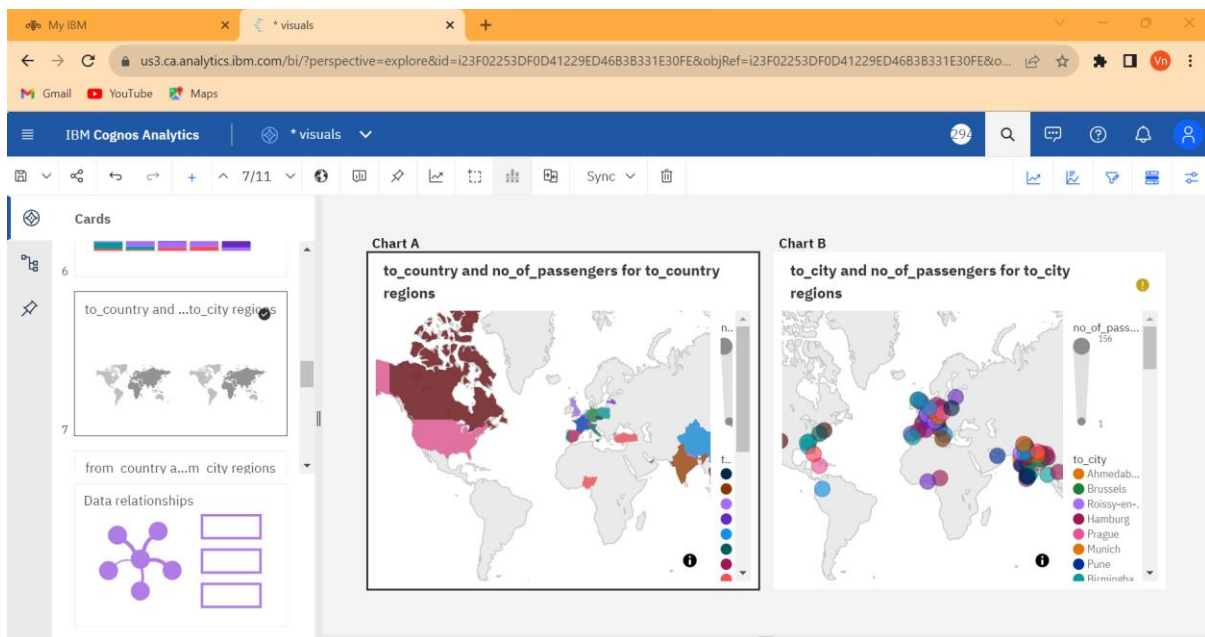 My IBM
* visuals
us3.ca.analytics.ibm.com/bi/?perspective=explore&id=i23F02253DF0D41229ED46B3B331E30FE&objRef=i23F02253DF0D41229ED46B3B331E30FE&o...
Vn
Gmail
YouTube
Maps
IBM Cognos Analytics
* visuals
294
7/11
Sync
Cards
6
to_country and ...to_city regions
7
from_country a...m_city regions
Data relationships
Chart A
to_country and no_of_passengers for to_country
regions
n..
t..
Chart B
to_city and no_of_passengers for to_city
regions
no_of_pass...
156
1
to_city
Ahmedab...
Brussels
Roissy-en-.
Hamburg
Prague
Munich
Pune
Birmingha